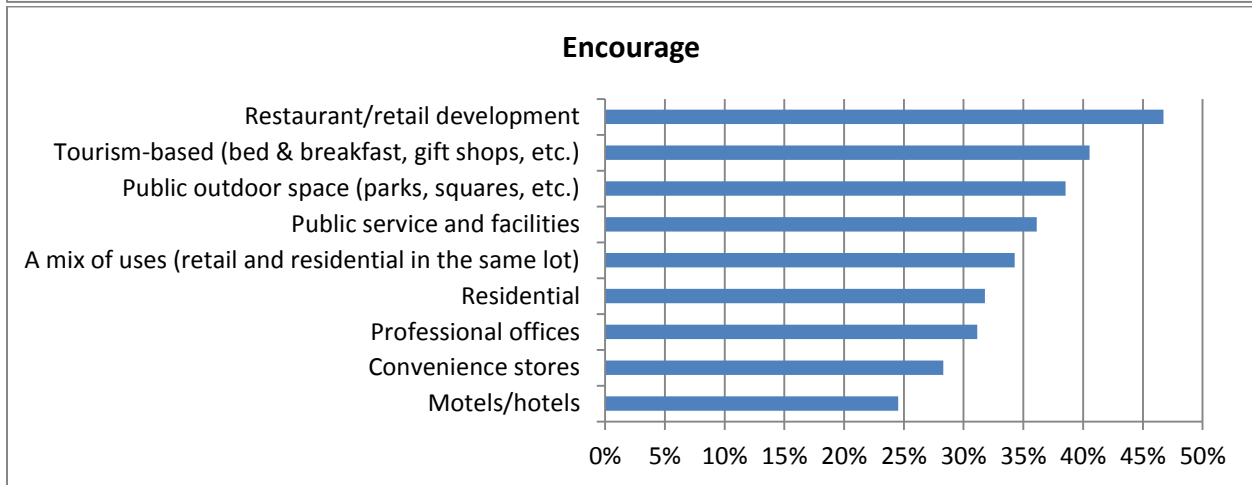 Encourage
Restaurant/retail development
Tourism-based (bed & breakfast, gift shops, etc.)
Public outdoor space (parks, squares, etc.)
Public service and facilities
A mix of uses (retail and residential in the same lot)
Residential
Professional offices
Convenience stores
Motels/hotels
0% 5% 10% 15% 20% 25% 30% 35% 40% 45% 50%